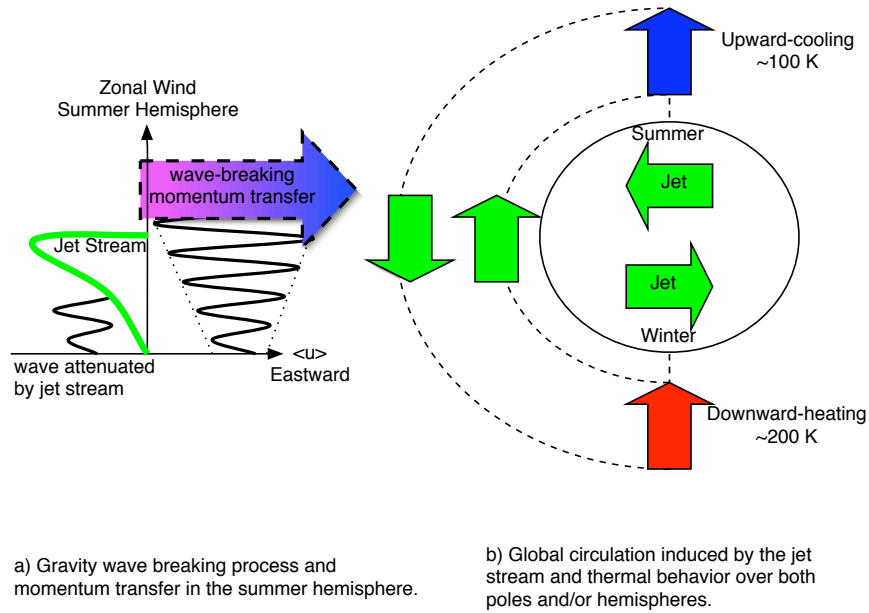 Zonal Wind
Summer Hemisphere
wave-breaking
momentum transfer
Jet Stream
<u>
Eastward
wave attenuated
by jet stream
Upward-cooling
~100 K
Summer
Jet
Jet
Winter
Downward-heating
~200 K
a) Gravity wave breaking process and
momentum transfer in the summer hemisphere.
b) Global circulation induced by the jet
stream and thermal behavior over both
poles and/or hemispheres.